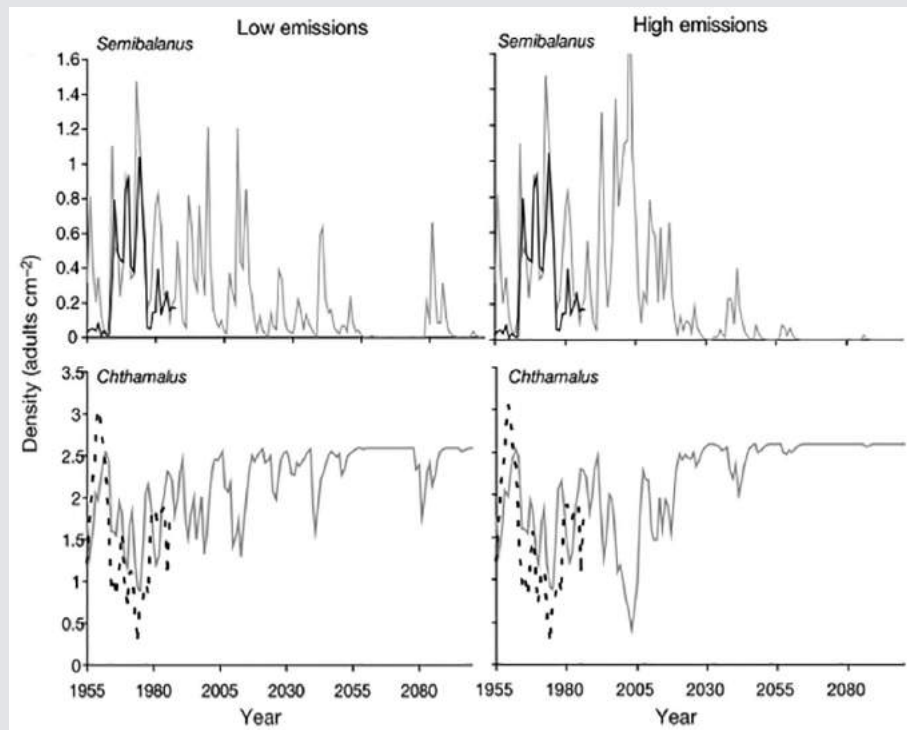 Low emissions
High emissions
Semibalanus
Semibalanus
1.6
1.4
1.2
1
0.8
0.6
0.4
0.2
0
Density (adults cm⁻²)
Chthamalus
Chthamalus
3.5
3
2.5
2
1.5
1
0.5
0
1955 1980 2005 2030 2055 2080
1955 1980 2005 2030 2055 2080
Year
Year